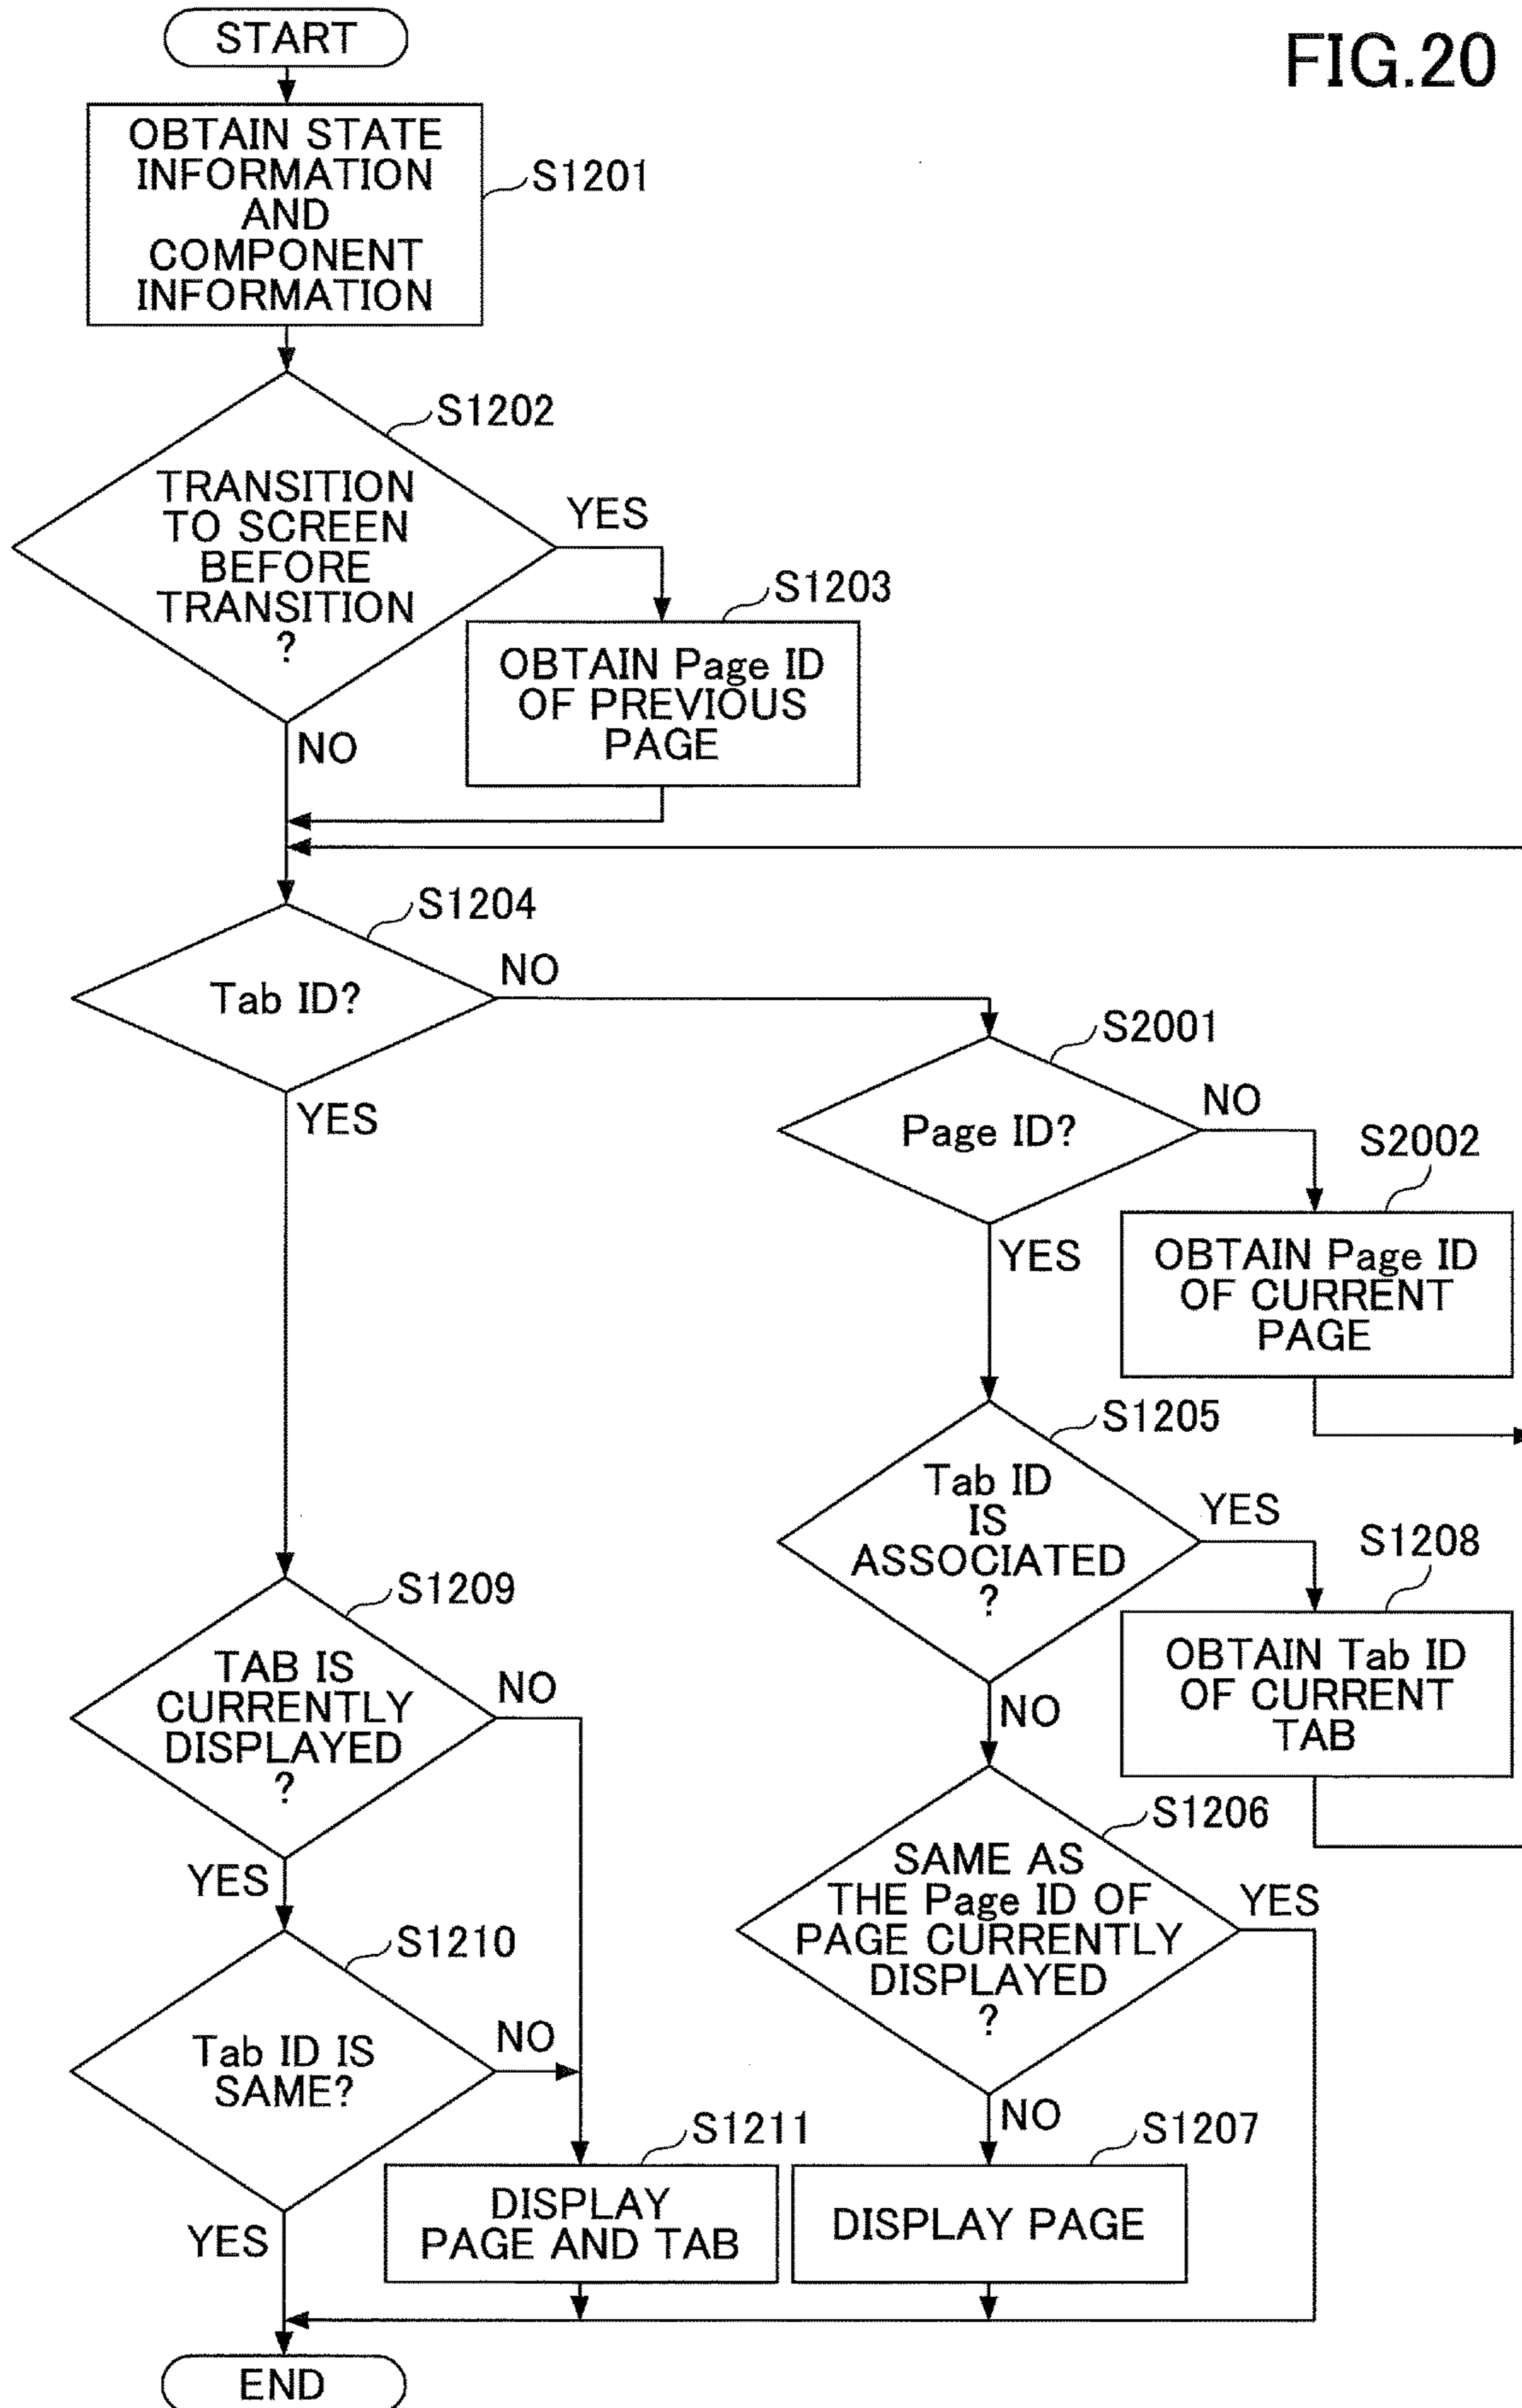 FIG.20
START
OBTAIN STATE
INFORMATION
AND
COMPONENT
INFORMATION
S1201
S1202
TRANSITION
TO SCREEN
BEFORE
TRANSITION
?
YES
NO
S1203
OBTAIN Page ID
OF PREVIOUS
PAGE
S1204
Tab ID?
NO
YES
S2001
Page ID?
NO
YES
S2002
OBTAIN Page ID
OF CURRENT
PAGE
S1205
Tab ID
IS
ASSOCIATED
?
YES
NO
S1208
OBTAIN Tab ID
OF CURRENT
TAB
S1209
TAB IS
CURRENTLY
DISPLAYED
?
NO
YES
S1206
SAME AS
THE Page ID OF
PAGE CURRENTLY
DISPLAYED
?
YES
NO
S1210
Tab ID IS
SAME?
NO
YES
S1211
DISPLAY
PAGE AND TAB
S1207
DISPLAY PAGE
END